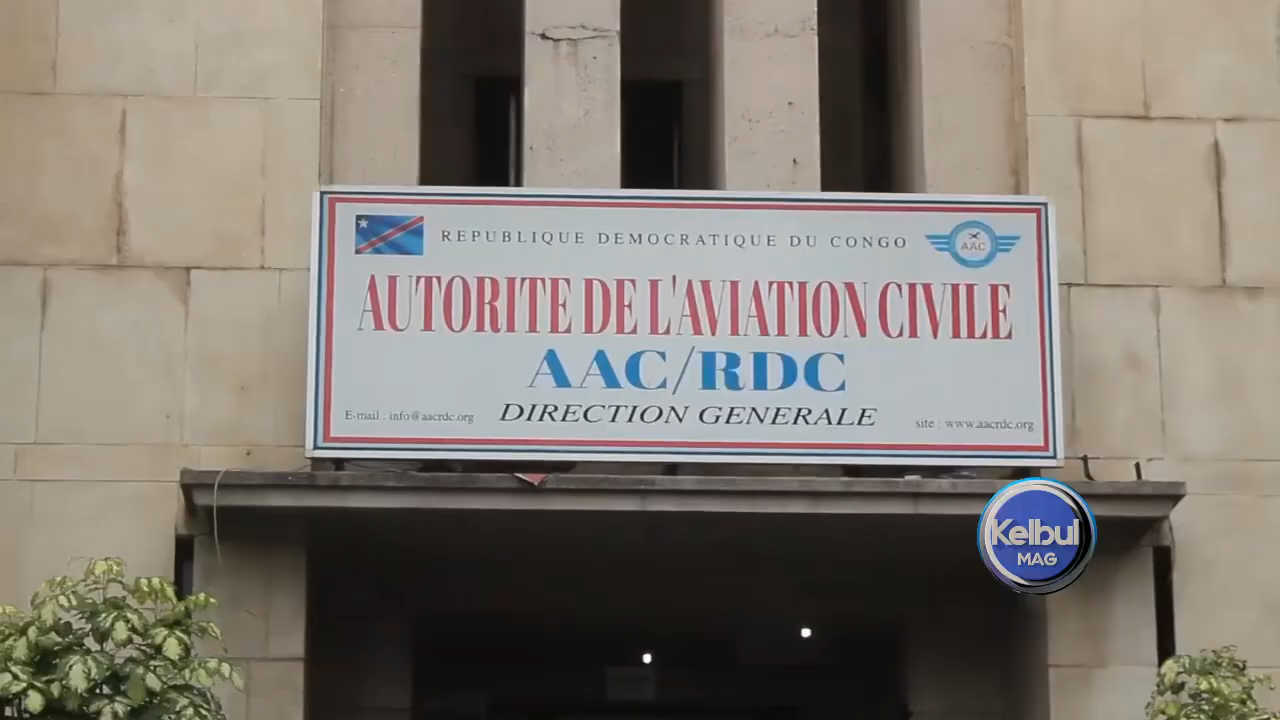 REPUBLIQUE DEMOCRATIQUE DU CONGO
AAC
AUTORITE DE L'AVIATION CIVILE
AAC/RDC
DIRECTION GENERALE
E-mail : info@aacrdc.org
site : www.aacrdc.org
Kelbul
MAG